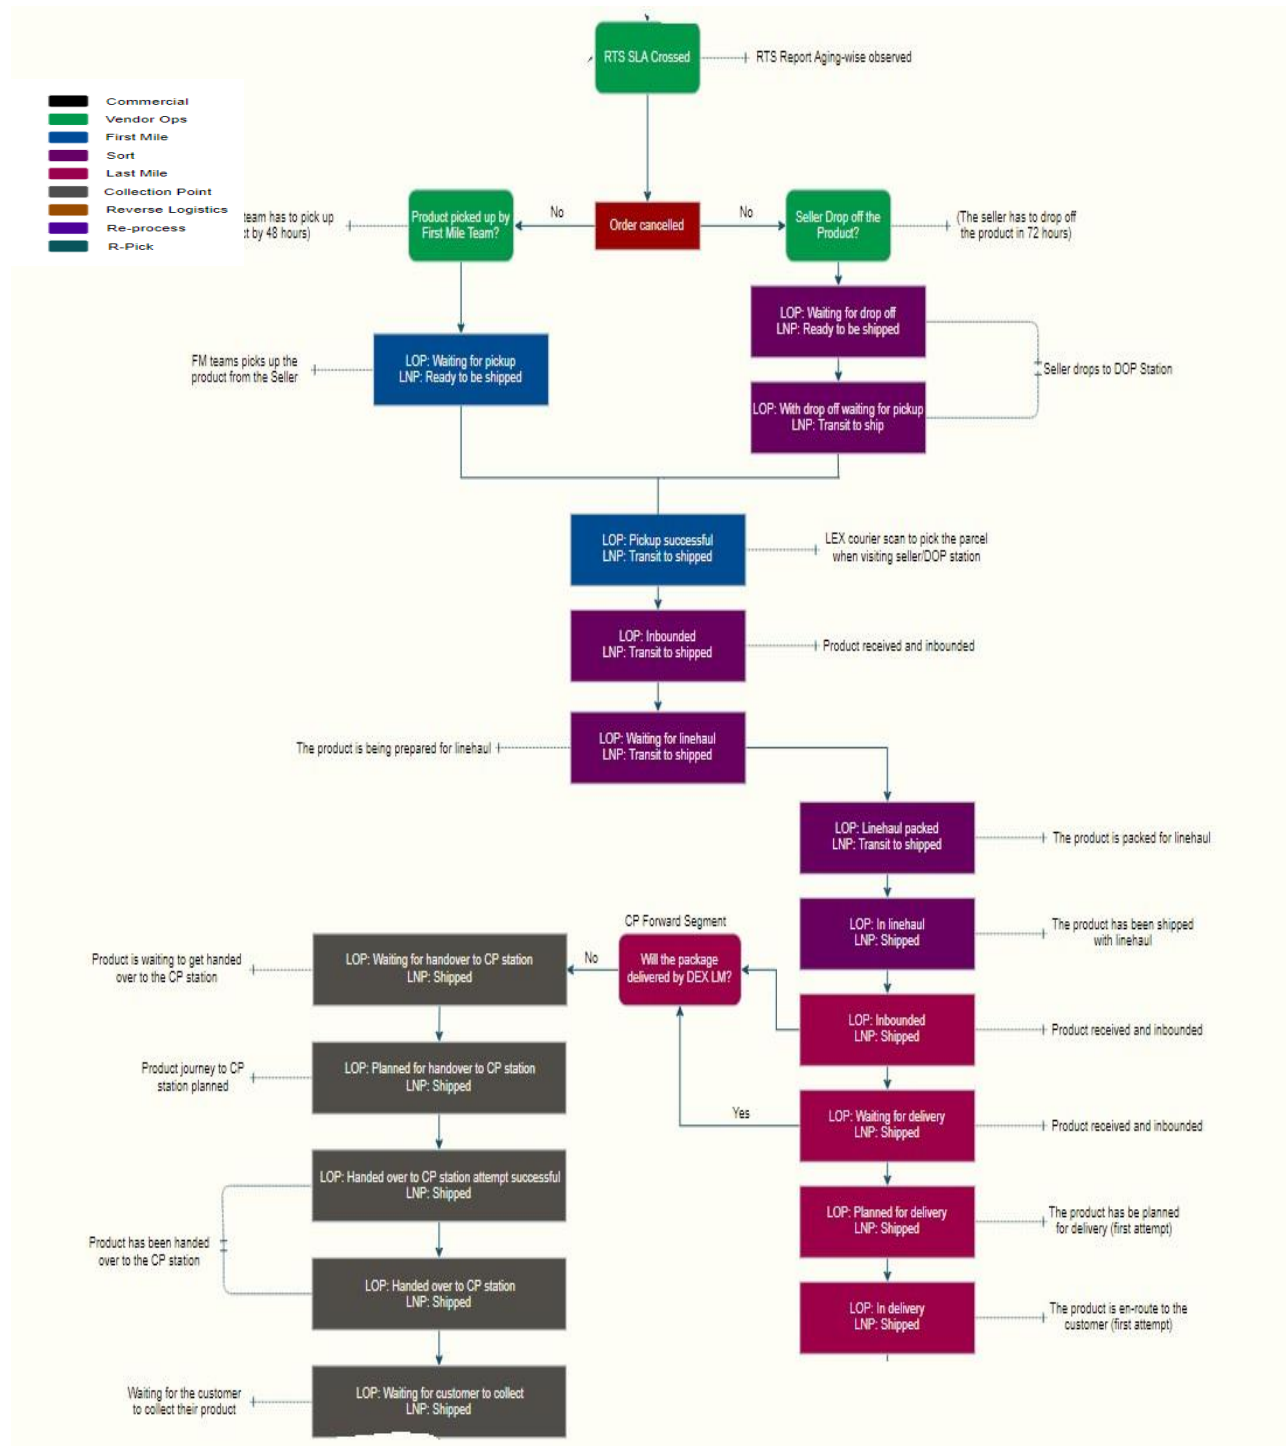 RTS SLA Crossed
RTS Report Aging-wise observed
Commercial
Vendor Ops
First Mile
Sort
Last Mile
Collection Point
Reverse Logistics
Re-process
R-Pick
team has to pick up
by 48 hours)
Product picked up by
First Mile Team?
No
Order cancelled
No
Seller Drop off the
Product?
(The seller has to drop off
the product in 72 hours)
LOP: Waiting for drop off
LNP: Ready to be shipped
FM teams picks up the
product from the Seller
LOP: Waiting for pickup
LNP: Ready to be shipped
Seller drops to DOP Station
LOP: With drop off waiting for pickup
LNP: Transit to ship
LOP: Pickup successful
LNP: Transit to shipped
LEX courier scan to pick the parcel
when visiting seller/DOP station
LOP: Inbounded
LNP: Transit to shipped
Product received and inbounded
The product is being prepared for linehaul
LOP: Waiting for linehaul
LNP: Transit to shipped
LOP: Linehaul packed
LNP: Transit to shipped
The product is packed for linehaul
LOP: In linehaul
LNP: Shipped
The product has been shipped
with linehaul
CP Forward Segment
Will the package
delivered by DEX LM?
No
LOP: Waiting for handover to CP station
LNP: Shipped
Product is waiting to get handed
over to the CP station
LOP: Inbounded
LNP: Shipped
Product received and inbounded
Product journey to CP
station planned
LOP: Planned for handover to CP station
LNP: Shipped
Yes
LOP: Waiting for delivery
LNP: Shipped
Product received and inbounded
LOP: Handed over to CP station attempt successful
LNP: Shipped
LOP: Planned for delivery
LNP: Shipped
The product has be planned
for delivery (first attempt)
Product has been handed
over to the CP station
LOP: Handed over to CP station
LNP: Shipped
LOP: In delivery
LNP: Shipped
The product is en-route to the
customer (first attempt)
Waiting for the customer
to collect their product
LOP: Waiting for customer to collect
LNP: Shipped